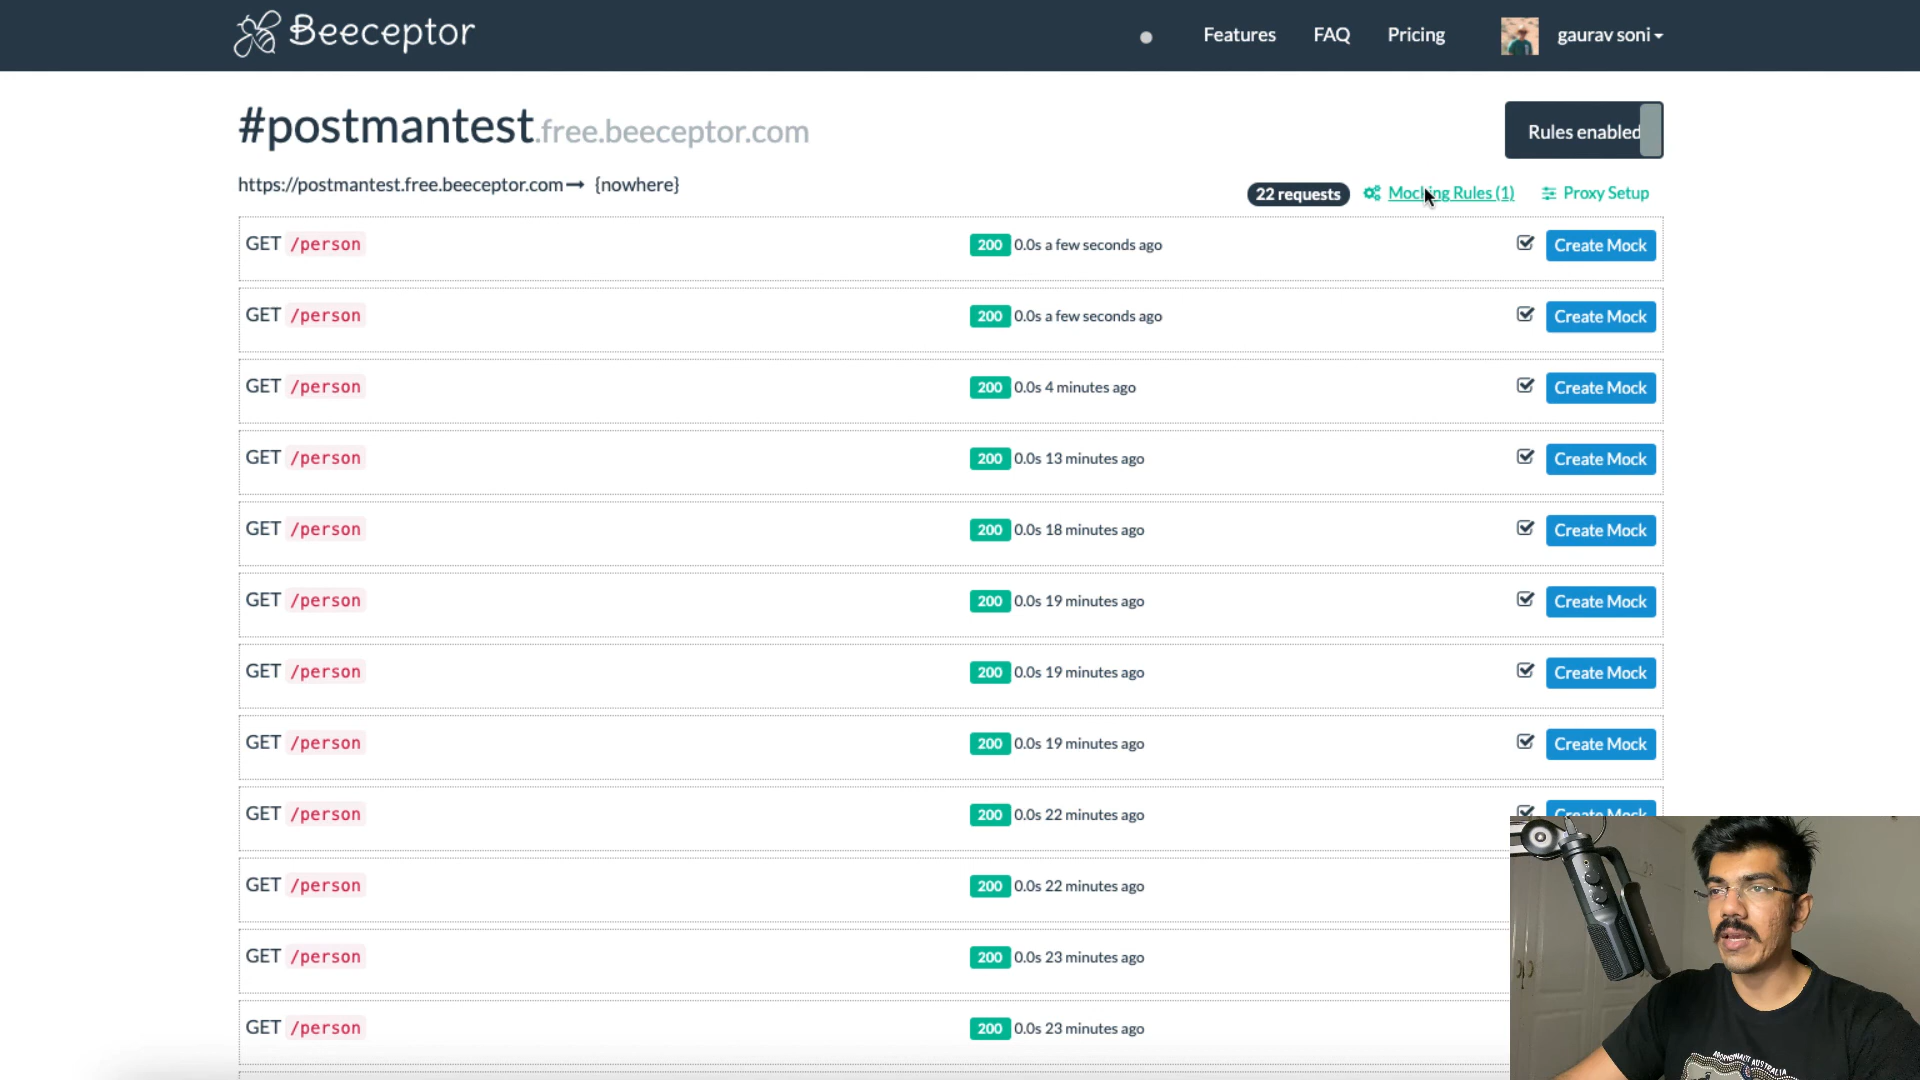 Beeceptor
Features FAQ Pricing gaurav soni
#postmantest.free.beeceptor.com
Rules enabled
https://postmantest.free.beeceptor.com → {nowhere}
22 requests Mocking Rules (1) Proxy Setup
GET /person 200 0.0s a few seconds ago Create Mock
GET /person 200 0.0s a few seconds ago Create Mock
GET /person 200 0.0s 4 minutes ago Create Mock
GET /person 200 0.0s 13 minutes ago Create Mock
GET /person 200 0.0s 18 minutes ago Create Mock
GET /person 200 0.0s 19 minutes ago Create Mock
GET /person 200 0.0s 19 minutes ago Create Mock
GET /person 200 0.0s 19 minutes ago Create Mock
GET /person 200 0.0s 22 minutes ago Create Mock
GET /person 200 0.0s 22 minutes ago
GET /person 200 0.0s 23 minutes ago
GET /person 200 0.0s 23 minutes ago
AUSTRALIA